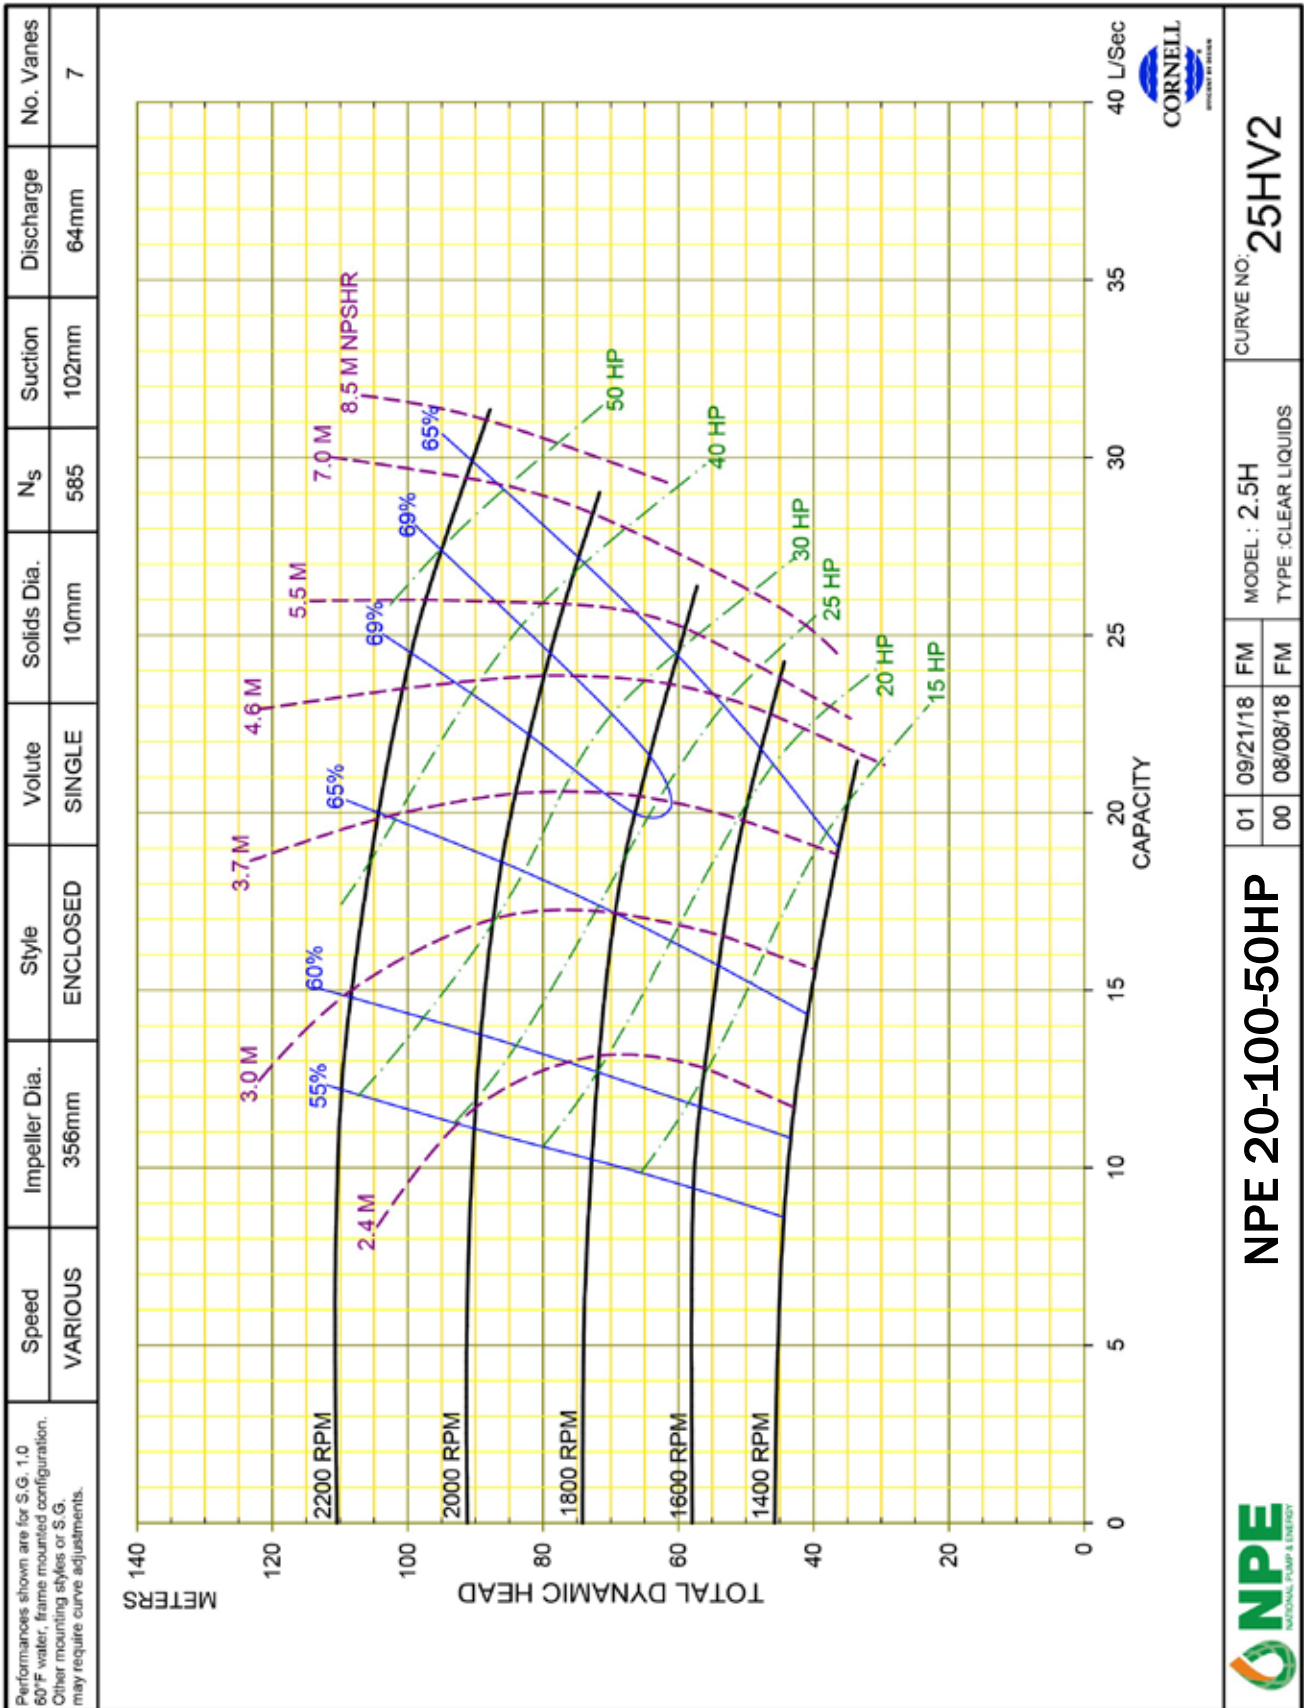 Performances shown are for S.G. 1.0
60°F water, frame mounted configuration.
Other mounting styles or S.G.
may require curve adjustments.
Speed Impeller Dia. Style Volute Solids Dia. Ns Suction Discharge No. Vanes
VARIOUS 356mm ENCLOSED SINGLE 10mm 585 102mm 64mm 7
METERS
TOTAL DYNAMIC HEAD
140
120
100
80
60
40
20
0
2200 RPM
2000 RPM
1800 RPM
1600 RPM
1400 RPM
2.4 M
3.0 M
3.7 M
4.6 M
5.5 M
7.0 M
8.5 M NPSHR
55%
60%
65%
69%
69%
65%
50 HP
40 HP
30 HP
25 HP
20 HP
15 HP
0 5 10 15 20 25 30 35 40 L/Sec
CAPACITY
CORNELL
EFFICIENT BY DESIGN
NPE
NATIONAL PUMP & ENERGY
NPE 20-100-50HP
01 09/21/18 FM
00 08/08/18 FM
MODEL : 2.5H
TYPE :CLEAR LIQUIDS
CURVE NO:
25HV2